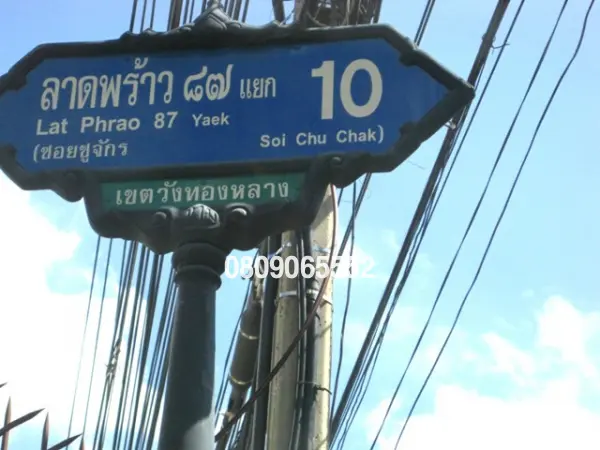 ลาดพร้าว ๘๗ แยก 10
Lat Phrao 87 Yaek
(ซอยชูจักร Soi Chu Chak)
เขตวังทองหลาง